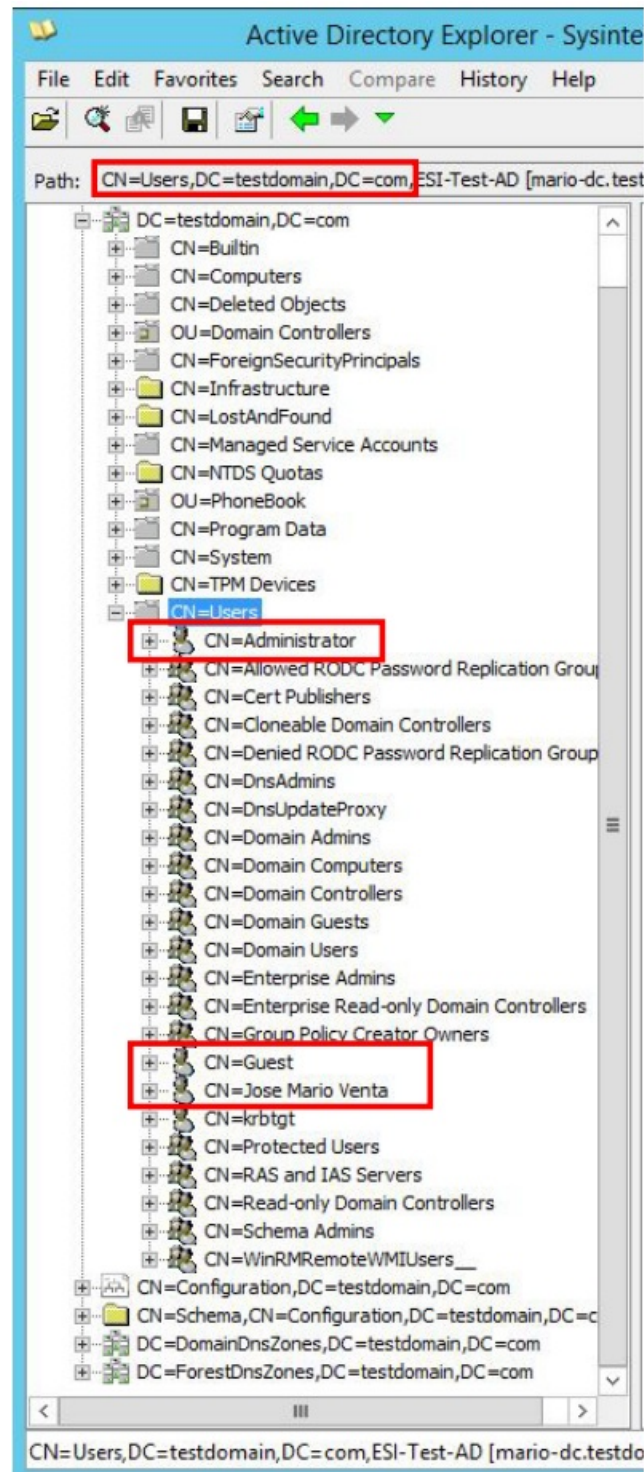 Active Directory Explorer - Sysinte
File Edit Favorites Search Compare History Help
Path: CN=Users,DC=testdomain,DC=com,ESI-Test-AD [mario-dc.test
DC=testdomain,DC=com
CN=Builtin
CN=Computers
CN=Deleted Objects
OU=Domain Controllers
CN=ForeignSecurityPrincipals
CN=Infrastructure
CN=LostAndFound
CN=Managed Service Accounts
CN=NTDS Quotas
OU=PhoneBook
CN=Program Data
CN=System
CN=TPM Devices
CN=Users
CN=Administrator
CN=Allowed RODC Password Replication Grou
CN=Cert Publishers
CN=Cloneable Domain Controllers
CN=Denied RODC Password Replication Group
CN=DnsAdmins
CN=DnsUpdateProxy
CN=Domain Admins
CN=Domain Computers
CN=Domain Controllers
CN=Domain Guests
CN=Domain Users
CN=Enterprise Admins
CN=Enterprise Read-only Domain Controllers
CN=Group Policy Creator Owners
CN=Guest
CN=Jose Mario Venta
CN=krbtgt
CN=Protected Users
CN=RAS and IAS Servers
CN=Read-only Domain Controllers
CN=Schema Admins
CN=WinRMRemoteWMIUsers__
CN=Configuration,DC=testdomain,DC=com
CN=Schema,CN=Configuration,DC=testdomain,DC=c
DC=DomainDnsZones,DC=testdomain,DC=com
DC=ForestDnsZones,DC=testdomain,DC=com
CN=Users,DC=testdomain,DC=com,ESI-Test-AD [mario-dc.testdo